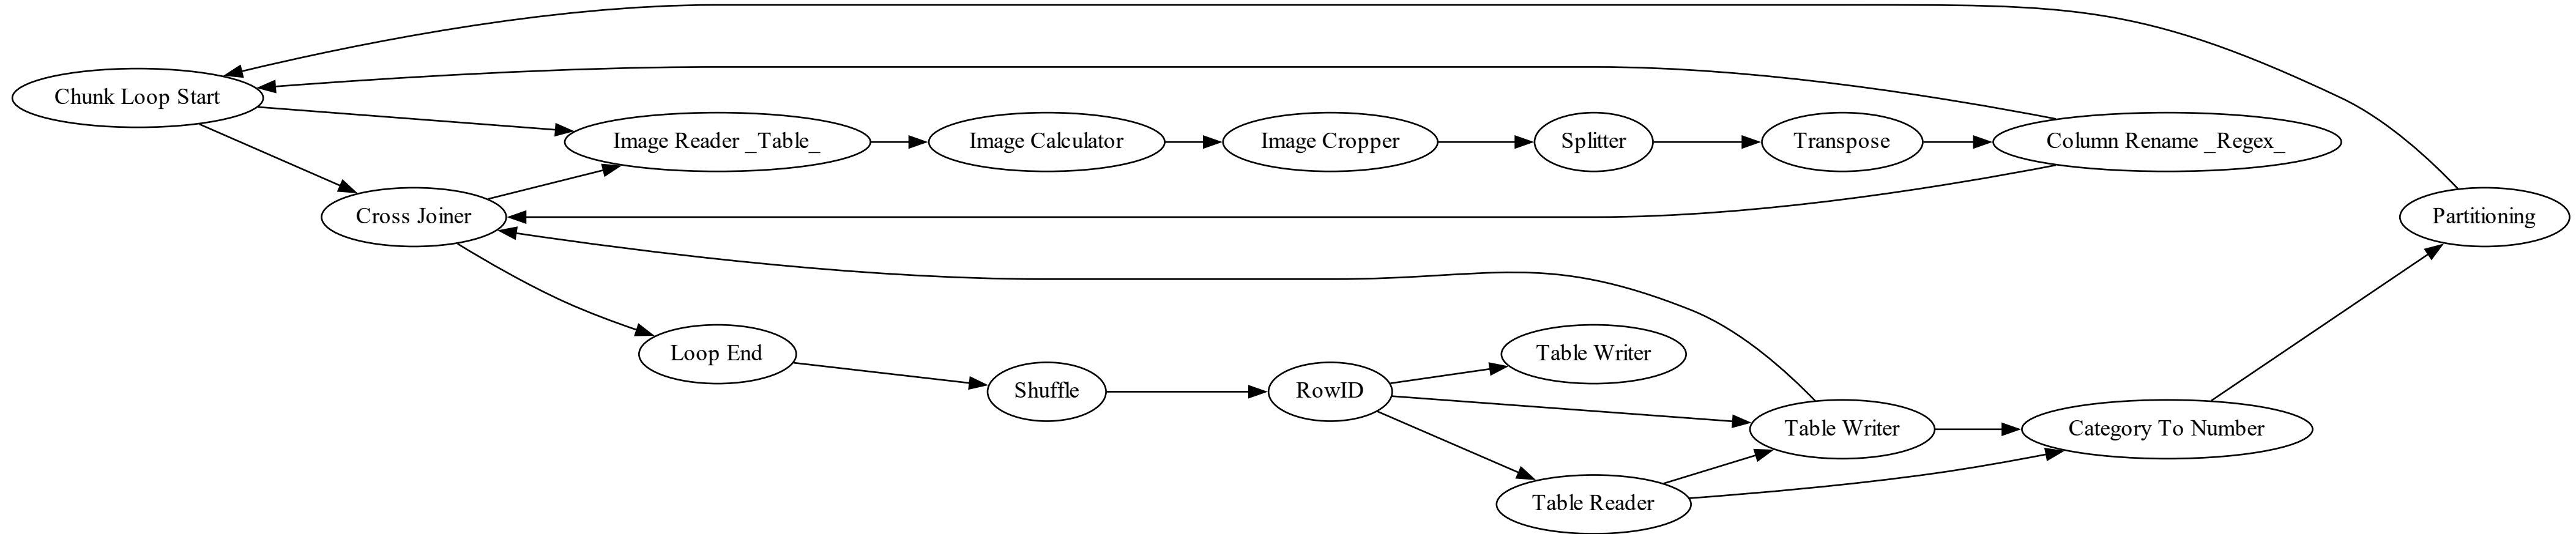 Chunk Loop Start
Image Reader _Table_
Image Calculator
Image Cropper
Splitter
Transpose
Column Rename _Regex_
Cross Joiner
Partitioning
Loop End
Table Writer
Shuffle
RowID
Table Writer
Category To Number
Table Reader